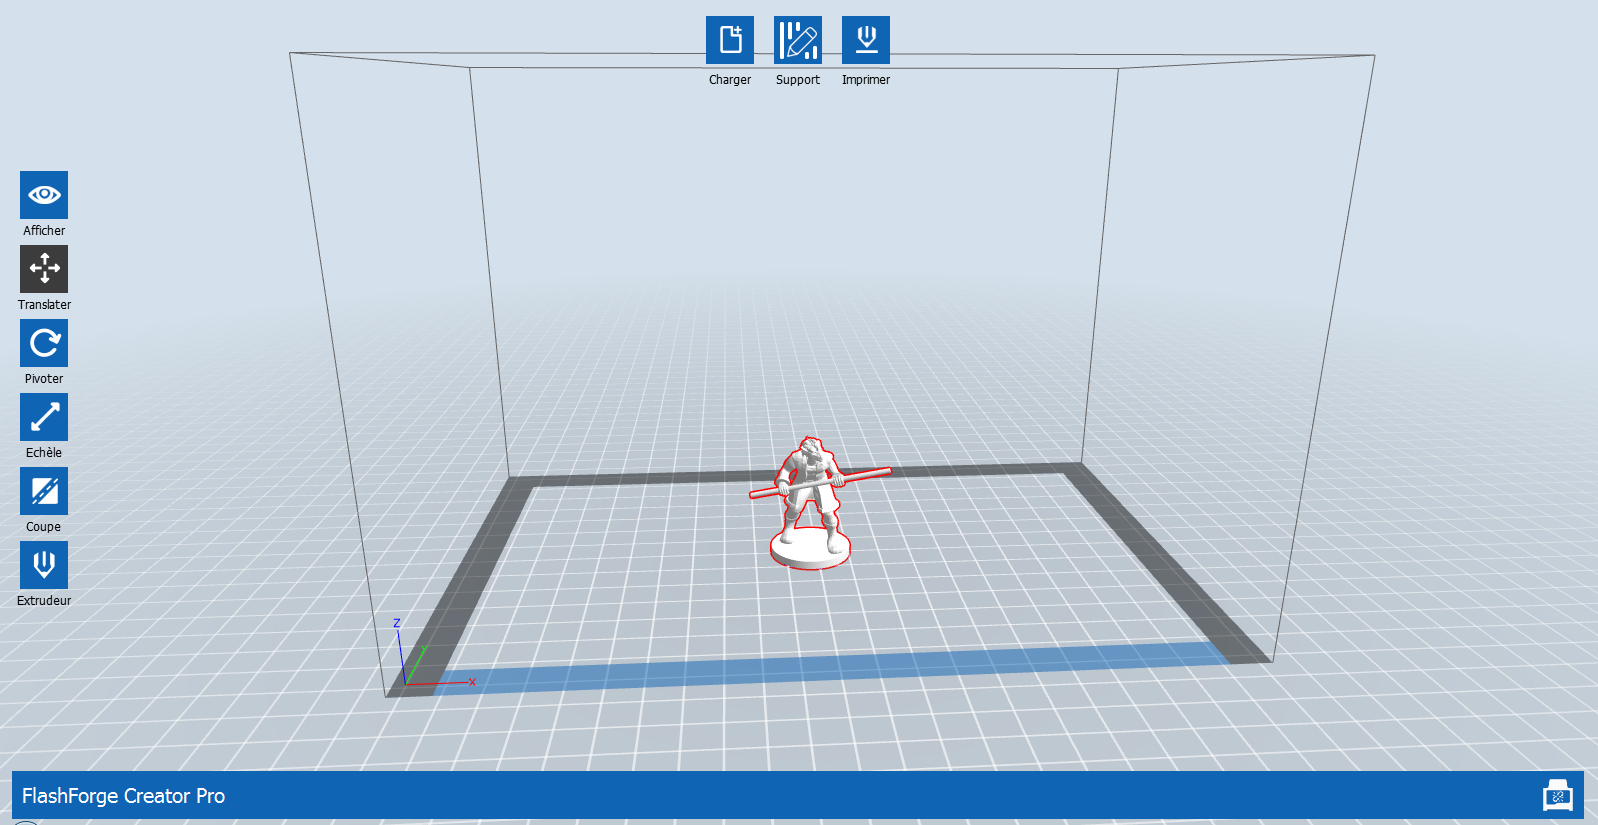 Charger
Support
Imprimer
Afficher
Translater
Pivoter
Echèle
Coupe
Extrudeur
Z
Y
X
FlashForge Creator Pro